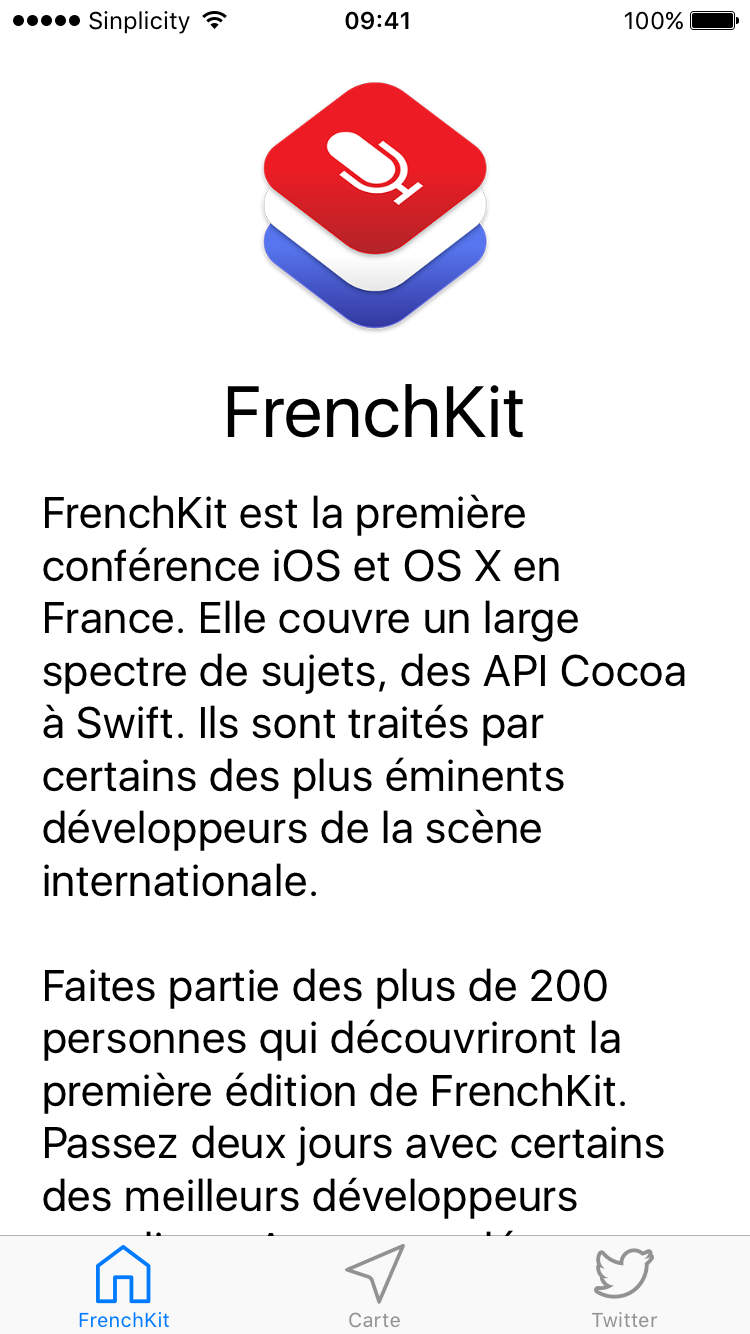 Sinplicity 09:41 100%
FrenchKit
FrenchKit est la première
conférence iOS et OS X en
France. Elle couvre un large
spectre de sujets, des API Cocoa
à Swift. Ils sont traités par
certains des plus éminents
développeurs de la scène
internationale.
Faites partie des plus de 200
personnes qui découvriront la
première édition de FrenchKit.
Passez deux jours avec certains
des meilleurs développeurs
FrenchKit Carte Twitter